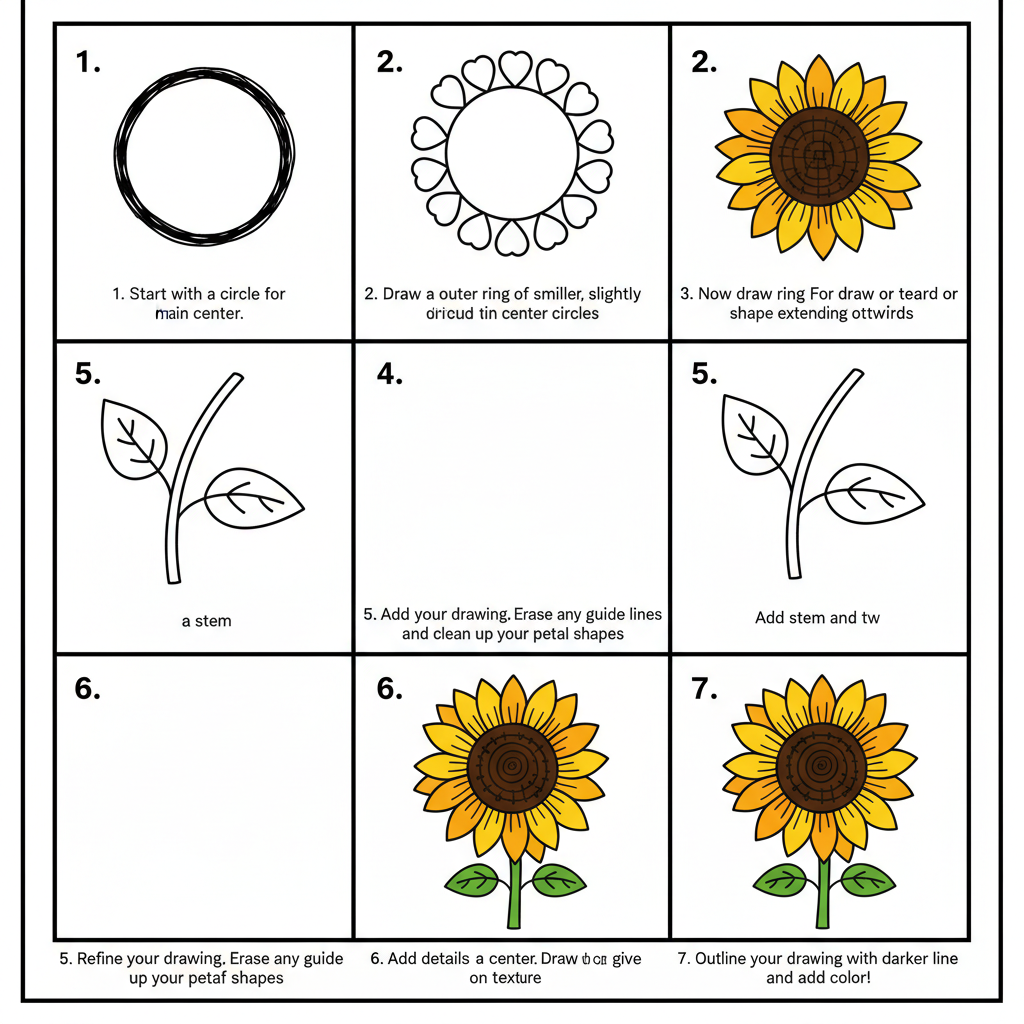 1.
2.
2.
1. Start with a circle for
main center.
2. Draw a outer ring of smiller, slightly
tin center circles
3. Now draw ring For draw or teard or
shape extending ottwirds
5.
4.
5.
a stem
5. Add your drawing. Erase any guide lines
and clean up your petal shapes
Add stem and tw
6.
6.
7.
5. Refine your drawing. Erase any guide
up your petaf shapes
6. Add details a center. Draw give
on texture
7. Outline your drawing with darker line
and add color!